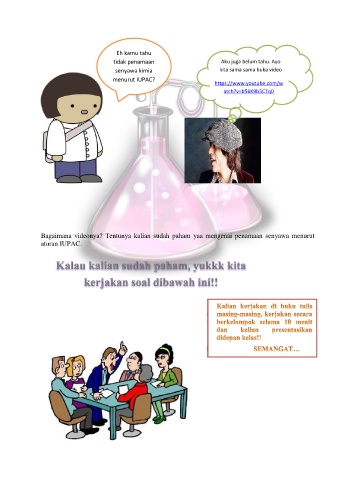 Eh kamu tahu
tidak penamaan
senyawa kimia
menurut IUPAC?
Aku juga belum tahu. Ayo
kita sama sama buka video
https://www.youtube.com/w
Bagaimana videonya? Tentunya kalian sudah paham yaa mengenai penamaan senyawa menurut
aturan IUPAC.
Kalau kalian sudah paham, yukkk kita
kerjakan soal dibawah ini!!
Kalian kerjakan di buku tulis
masing-masing, kerjakan secara
berkelompok selama 10 menit
dan kalian presentasikan
didepan kelas!!
SEMANGAT...